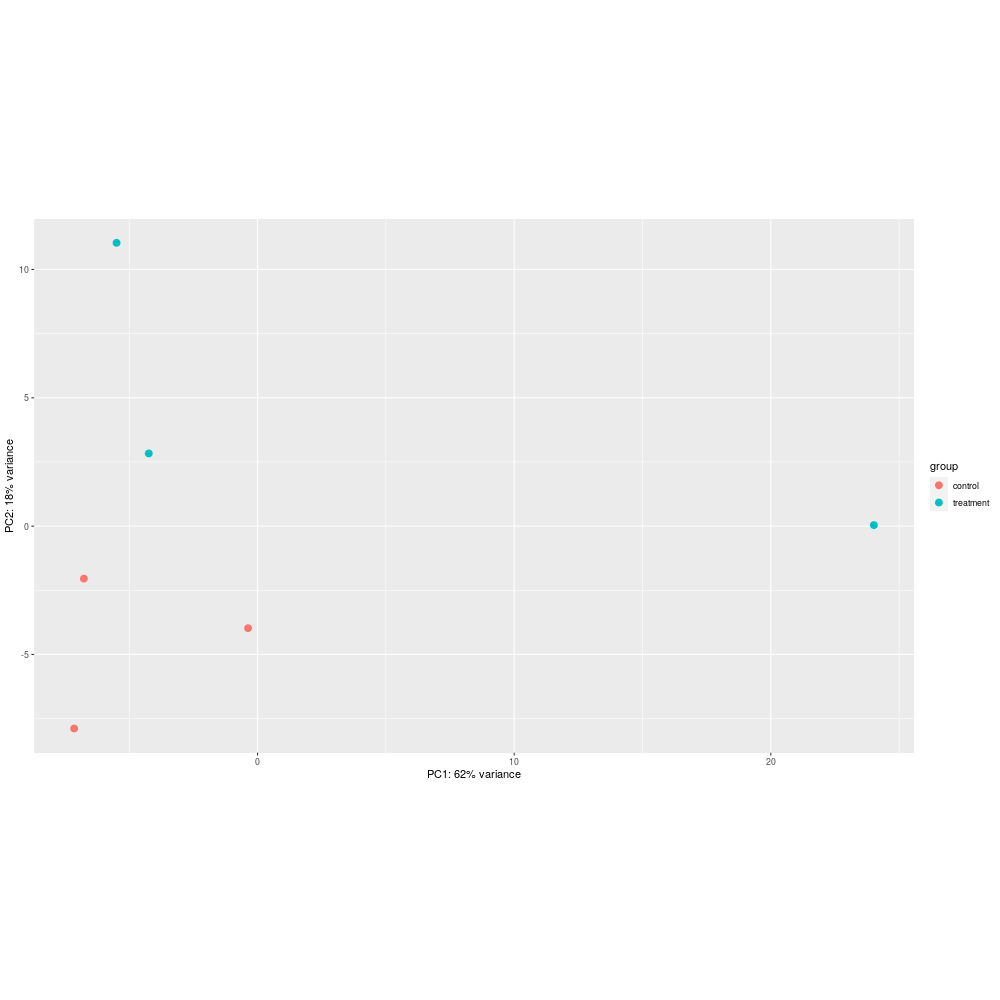 10
5
0
-5
PC2: 18% variance
0
10
20
PC1: 62% variance
group
control
treatment